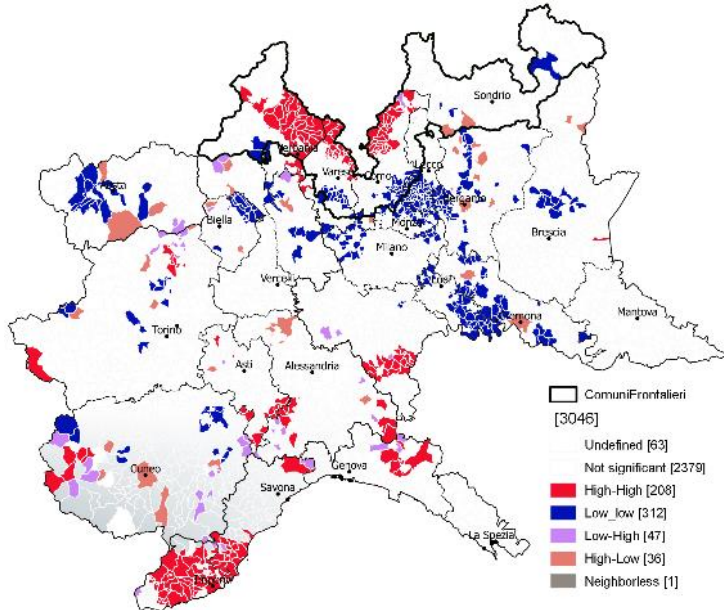 Sondrio
Verbania
Aosta
Varese
Como
Lecco
Bergamo
Biella
Monza
Milano
Brescia
Vercelli
Lodi
Cremona
Mantova
Torino
Asti
Alessandria
ComuniFrontalieri
[3046]
Undefined [63]
Not significant [2379]
High-High [208]
Low_low [312]
Low-High [47]
High-Low [36]
Neighborless [1]
Cuneo
Genova
Savona
La Spezia